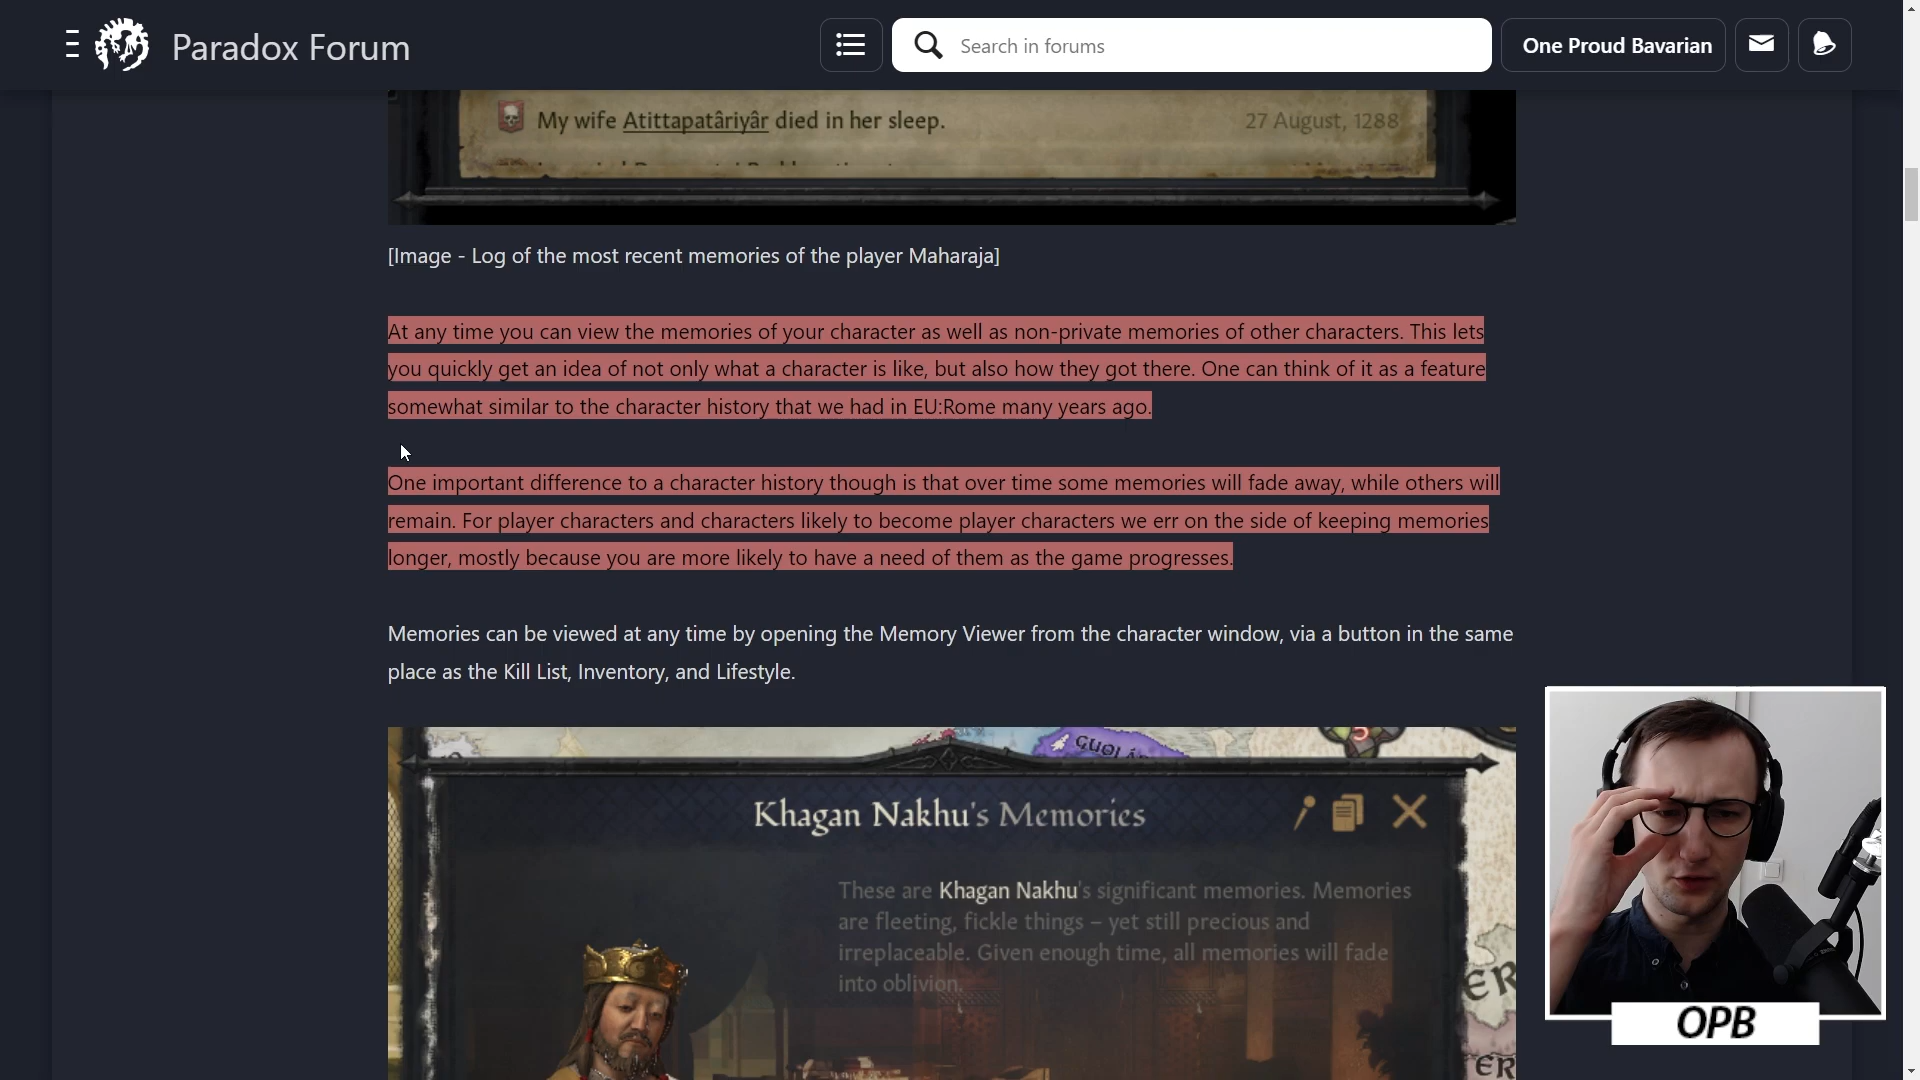 Paradox Forum
Search in forums
One Proud Bavarian
My wife Atittapatâriyâr died in her sleep.
27 August, 1288
[Image - Log of the most recent memories of the player Maharaja]
At any time you can view the memories of your character as well as non-private memories of other characters. This lets
you quickly get an idea of not only what a character is like, but also how they got there. One can think of it as a feature
somewhat similar to the character history that we had in EU:Rome many years ago.
One important difference to a character history though is that over time some memories will fade away, while others will
remain. For player characters and characters likely to become player characters we err on the side of keeping memories
longer, mostly because you are more likely to have a need of them as the game progresses.
Memories can be viewed at any time by opening the Memory Viewer from the character window, via a button in the same
place as the Kill List, Inventory, and Lifestyle.
5
Khagan Nakhu's Memories
These are Khagan Nakhu's significant memories. Memories
are fleeting, fickle things – yet still precious and
irreplaceable. Given enough time, all memories will fade
into oblivion.
ER
ER
OPB